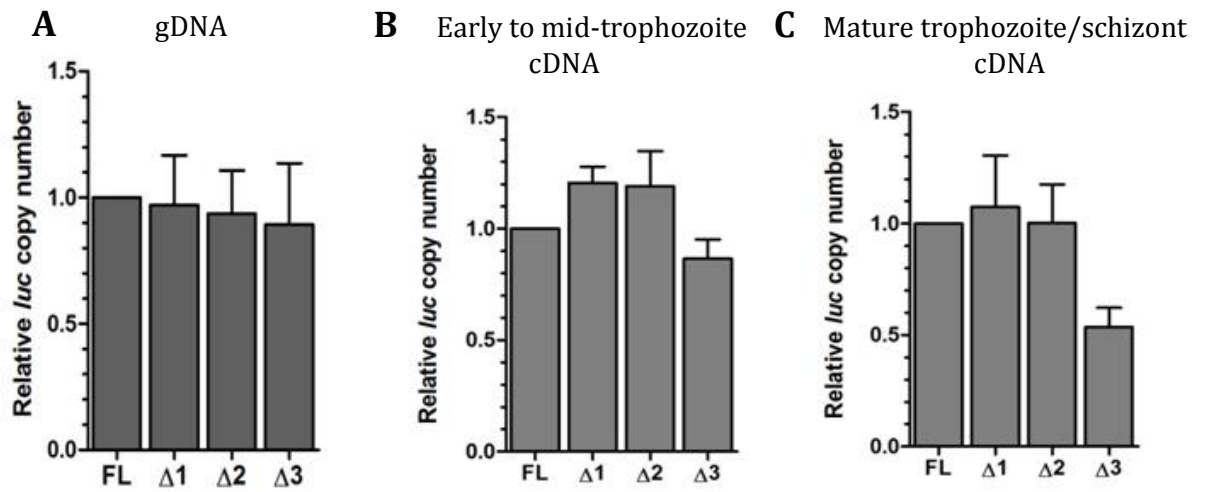 A gDNA
1.5
1.0
0.5
0.0
Relative luc copy number
FL Δ1 Δ2 Δ3
B Early to mid-trophozoite
cDNA
1.5
1.0
0.5
0.0
Relative luc copy number
FL Δ1 Δ2 Δ3
C Mature trophozoite/schizont
cDNA
1.5
1.0
0.5
0.0
Relative luc copy number
FL Δ1 Δ2 Δ3